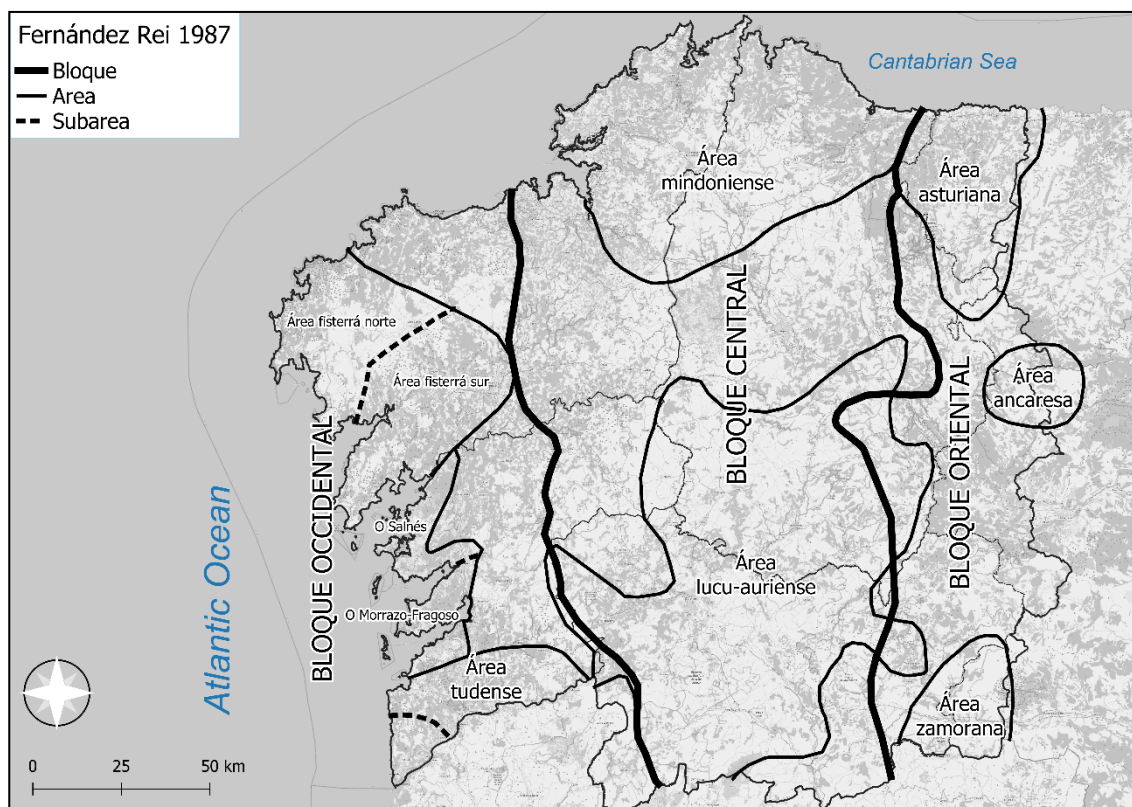 Fernández Rei 1987
Bloque
Area
Subarea
Cantabrian Sea
Área
mindoniense
Área
asturiana
Área fisterrá norte
Área fisterrá sur
BLOQUE CENTRAL
Área
ancaresa
BLOQUE OCCIDENTAL
BLOQUE ORIENTAL
O Salnés
Atlantic Ocean
Área
lucu-auriense
O Morrazo-Fragoso
Área
tudense
Área
zamorana
0 25 50 km